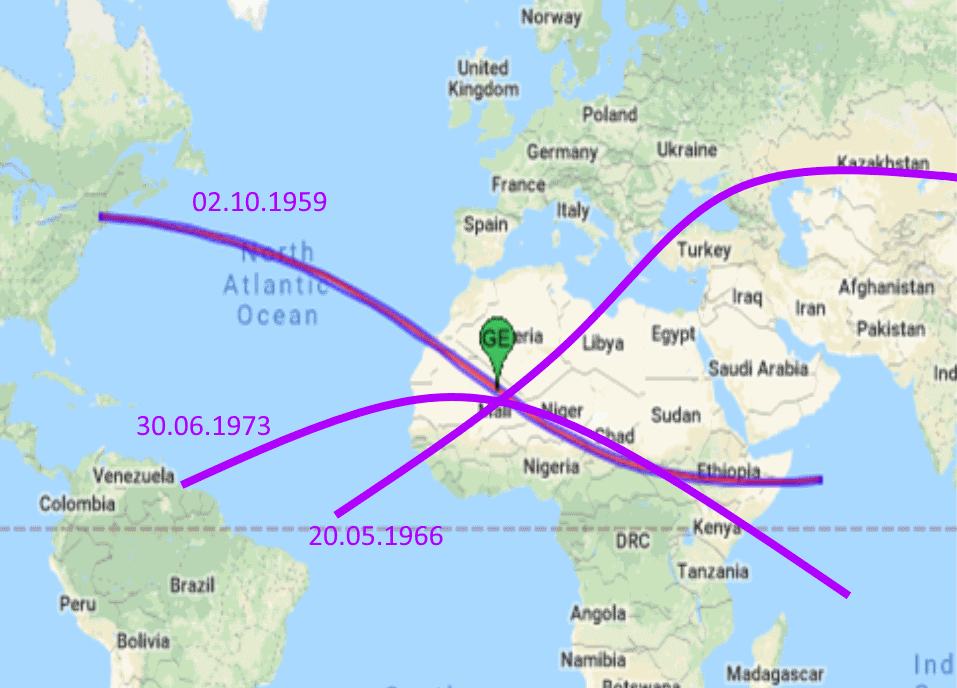 Norway
United
Kingdom
Poland
Germany
Ukraine
Kazakhstan
France
02.10.1959
Italy
Spain
North
Turkey
Atlantic
Afghanistan
Iraq
Iran
Ocean
Pakistan
GE
eria
Libya
Egypt
Saudi Arabia
Ind
Mali
Niger
Sudan
30.06.1973
Chad
Nigeria
Ethiopia
Venezuela
Colombia
20.05.1966
Kenya
DRC
Tanzania
Brazil
Peru
Angola
Bolivia
Namibia
Ind
Madagascar
Botswana